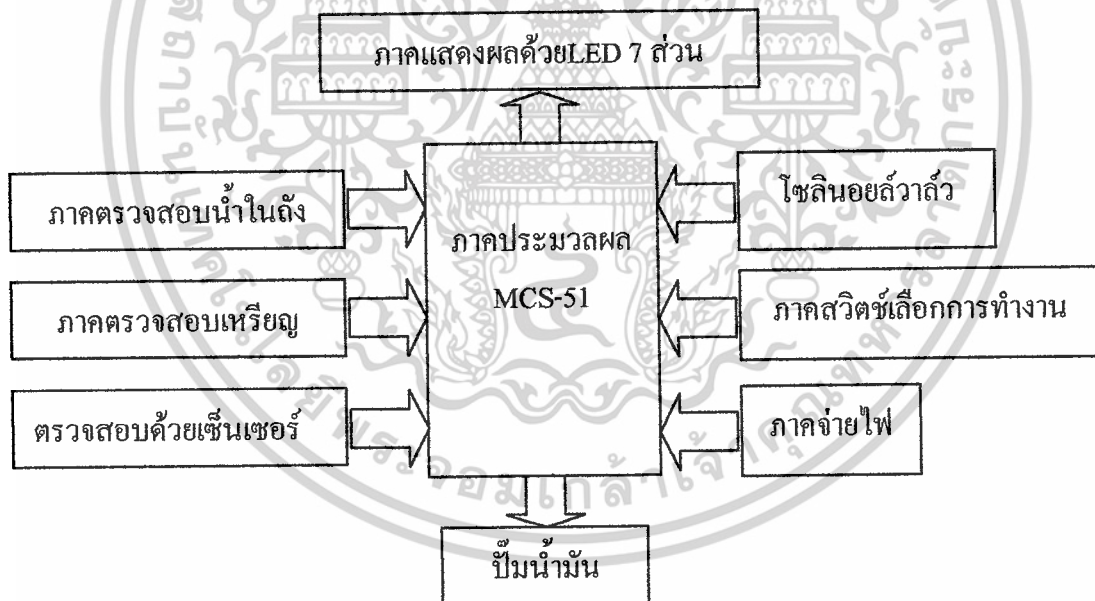 ภาคแสดงผลด้วยLED 7 ส่วน
ภาคตรวจสอบน้ำในถัง
ภาคตรวจสอบเหรียญ
ตรวจสอบด้วยเซ็นเซอร์
ภาคประมวลผล
MCS-51
โซลินอยล์วาล์ว
ภาคสวิตช์เลือกการทำงาน
ภาคจ่ายไฟ
ปั๊มน้ำมัน